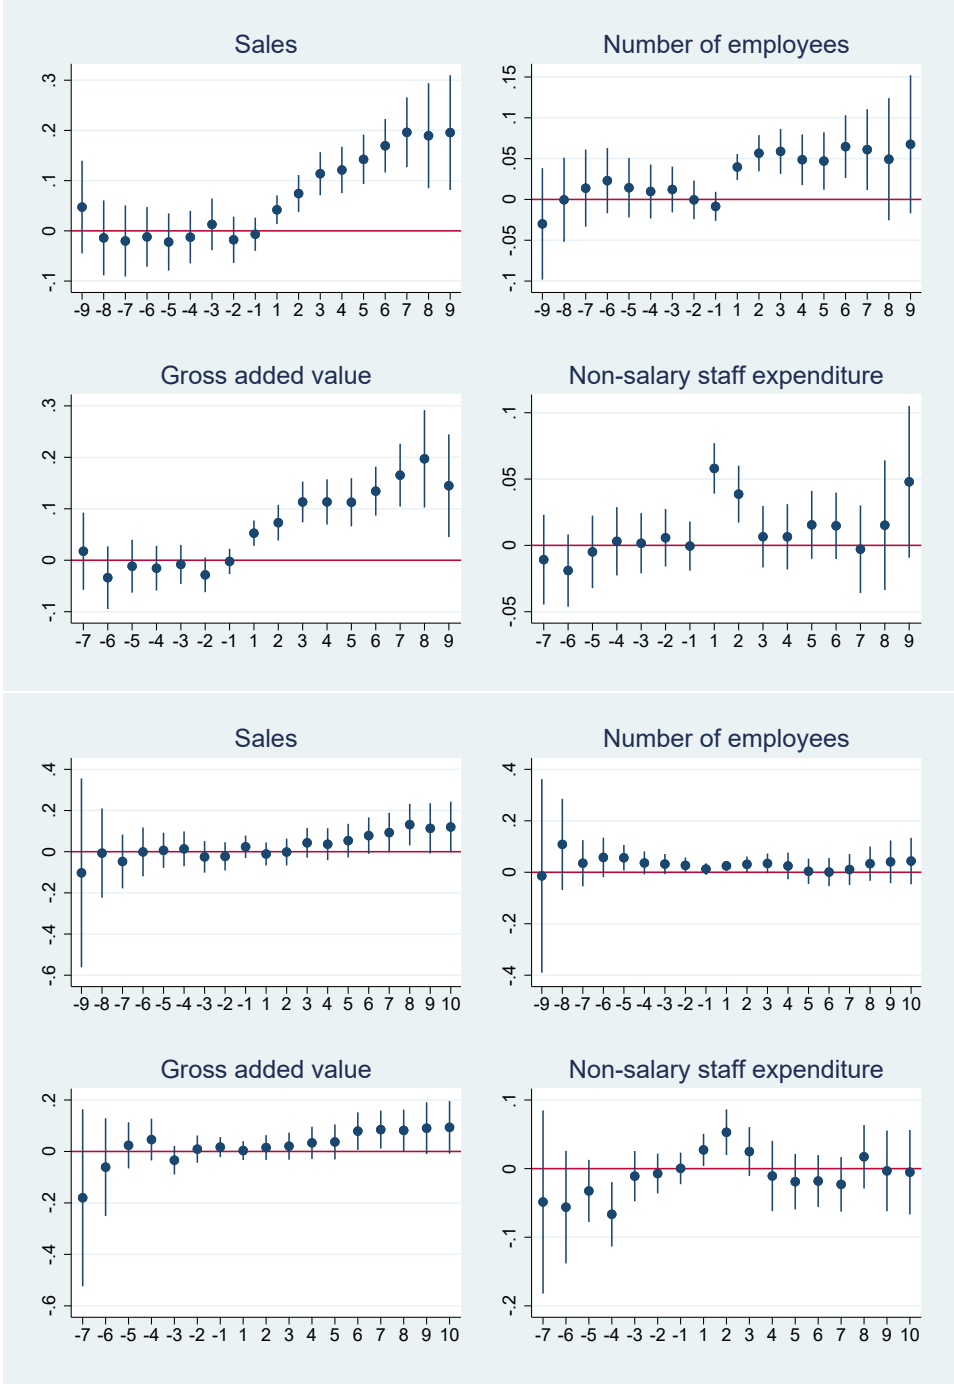 Sales
.3
.2
.1
0
-.1
-9 -8 -7 -6 -5 -4 -3 -2 -1 1 2 3 4 5 6 7 8 9
Number of employees
.15
.1
.05
0
-.05
-.1
-9 -8 -7 -6 -5 -4 -3 -2 -1 1 2 3 4 5 6 7 8 9
Gross added value
.3
.2
.1
0
-.1
-7 -6 -5 -4 -3 -2 -1 1 2 3 4 5 6 7 8 9
Non-salary staff expenditure
.1
.05
0
-.05
-7 -6 -5 -4 -3 -2 -1 1 2 3 4 5 6 7 8 9
Sales
.4
.2
0
-.2
-.4
-.6
-9 -8 -7 -6 -5 -4 -3 -2 -1 1 2 3 4 5 6 7 8 9 10
Number of employees
.4
.2
0
-.2
-.4
-9 -8 -7 -6 -5 -4 -3 -2 -1 1 2 3 4 5 6 7 8 9 10
Gross added value
.2
0
-.2
-.4
-.6
-7 -6 -5 -4 -3 -2 -1 1 2 3 4 5 6 7 8 9 10
Non-salary staff expenditure
.1
0
-.1
-.2
-7 -6 -5 -4 -3 -2 -1 1 2 3 4 5 6 7 8 9 10